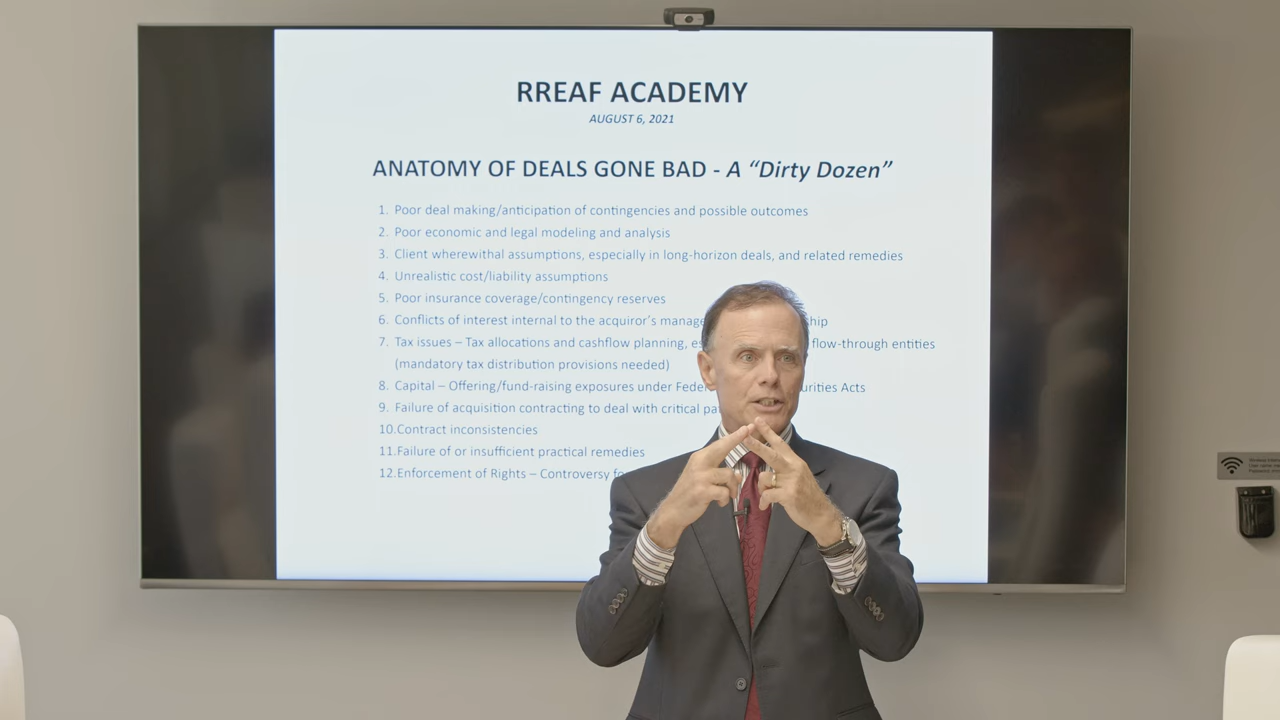 RREAF ACADEMY
AUGUST 6, 2021
ANATOMY OF DEALS GONE BAD - A “Dirty Dozen”
1. Poor deal making/anticipation of contingencies and possible outcomes
2. Poor economic and legal modeling and analysis
3. Client wherewithal assumptions, especially in long-horizon deals, and related remedies
4. Unrealistic cost/liability assumptions
5. Poor insurance coverage/contingency reserves
6. Conflicts of interest internal to the acquiror’s
7. Tax issues – Tax allocations and cashflow planning, flow-through entities
(mandatory tax distribution provisions needed)
8. Capital – Offering/fund-raising exposures under Acts
9. Failure of acquisition contracting to deal with critical
10.Contract inconsistencies
11.Failure of or insufficient practical remedies
12.Enforcement of Rights – Controversy